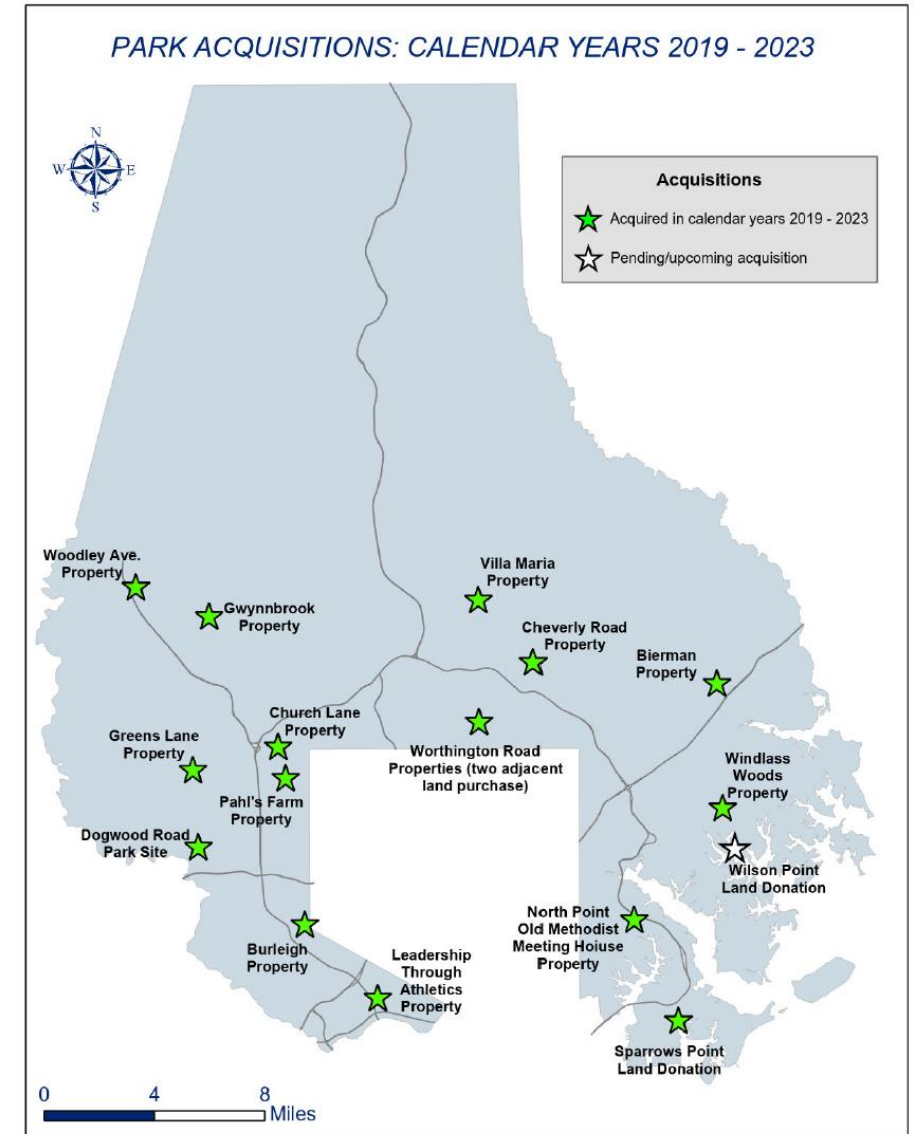 PARK ACQUISITIONS: CALENDAR YEARS 2019 - 2023
N
W
E
S
Acquisitions
Acquired in calendar years 2019 - 2023
Pending/upcoming acquisition
Woodley Ave.
Property
Gwynnbrook
Property
Villa Maria
Property
Cheverly Road
Property
Bierman
Property
Church Lane
Property
Greens Lane
Property
Worthington Road
Properties (two adjacent
land purchase)
Pahl's Farm
Property
Windlass
Woods
Property
Dogwood Road
Park Site
Wilson Point
Land Donation
North Point
Old Methodist
Meeting Hoiuse
Property
Burleigh
Property
Leadership
Through
Athletics
Property
Sparrows Point
Land Donation
0
4
8
Miles